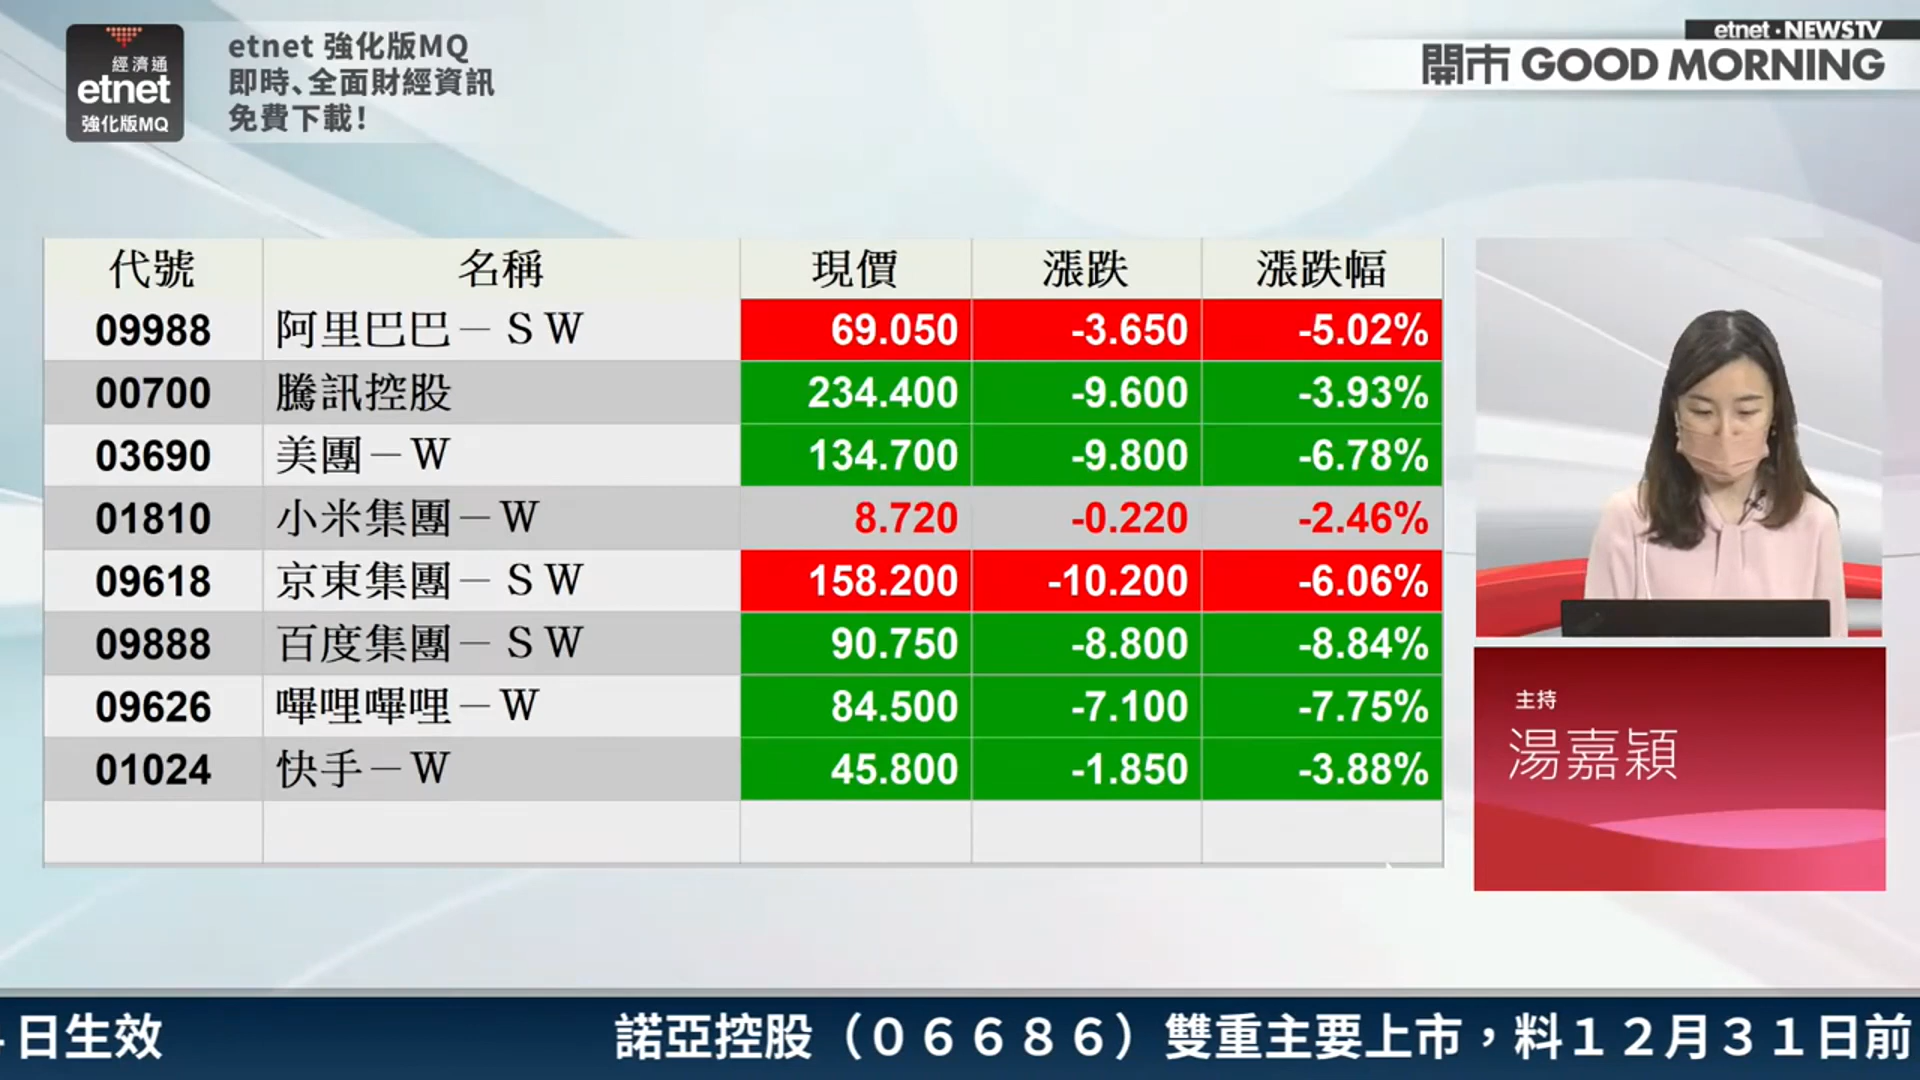 經濟通
etnet
強化版MQ
etnet 強化版MQ
即時、全面財經資訊
免費下載！
etnet・NEWSTV
開市 GOOD MORNING
代號 名稱 現價 漲跌 漲跌幅
09988 阿里巴巴－ＳＷ 69.050 -3.650 -5.02%
00700 騰訊控股 234.400 -9.600 -3.93%
03690 美團－Ｗ 134.700 -9.800 -6.78%
01810 小米集團－Ｗ 8.720 -0.220 -2.46%
09618 京東集團－ＳＷ 158.200 -10.200 -6.06%
09888 百度集團－ＳＷ 90.750 -8.800 -8.84%
09626 嗶哩嗶哩－Ｗ 84.500 -7.100 -7.75%
01024 快手－Ｗ 45.800 -1.850 -3.88%
主持
湯嘉穎
日生效 諾亞控股（０６６８６）雙重主要上市，料１２月３１日前